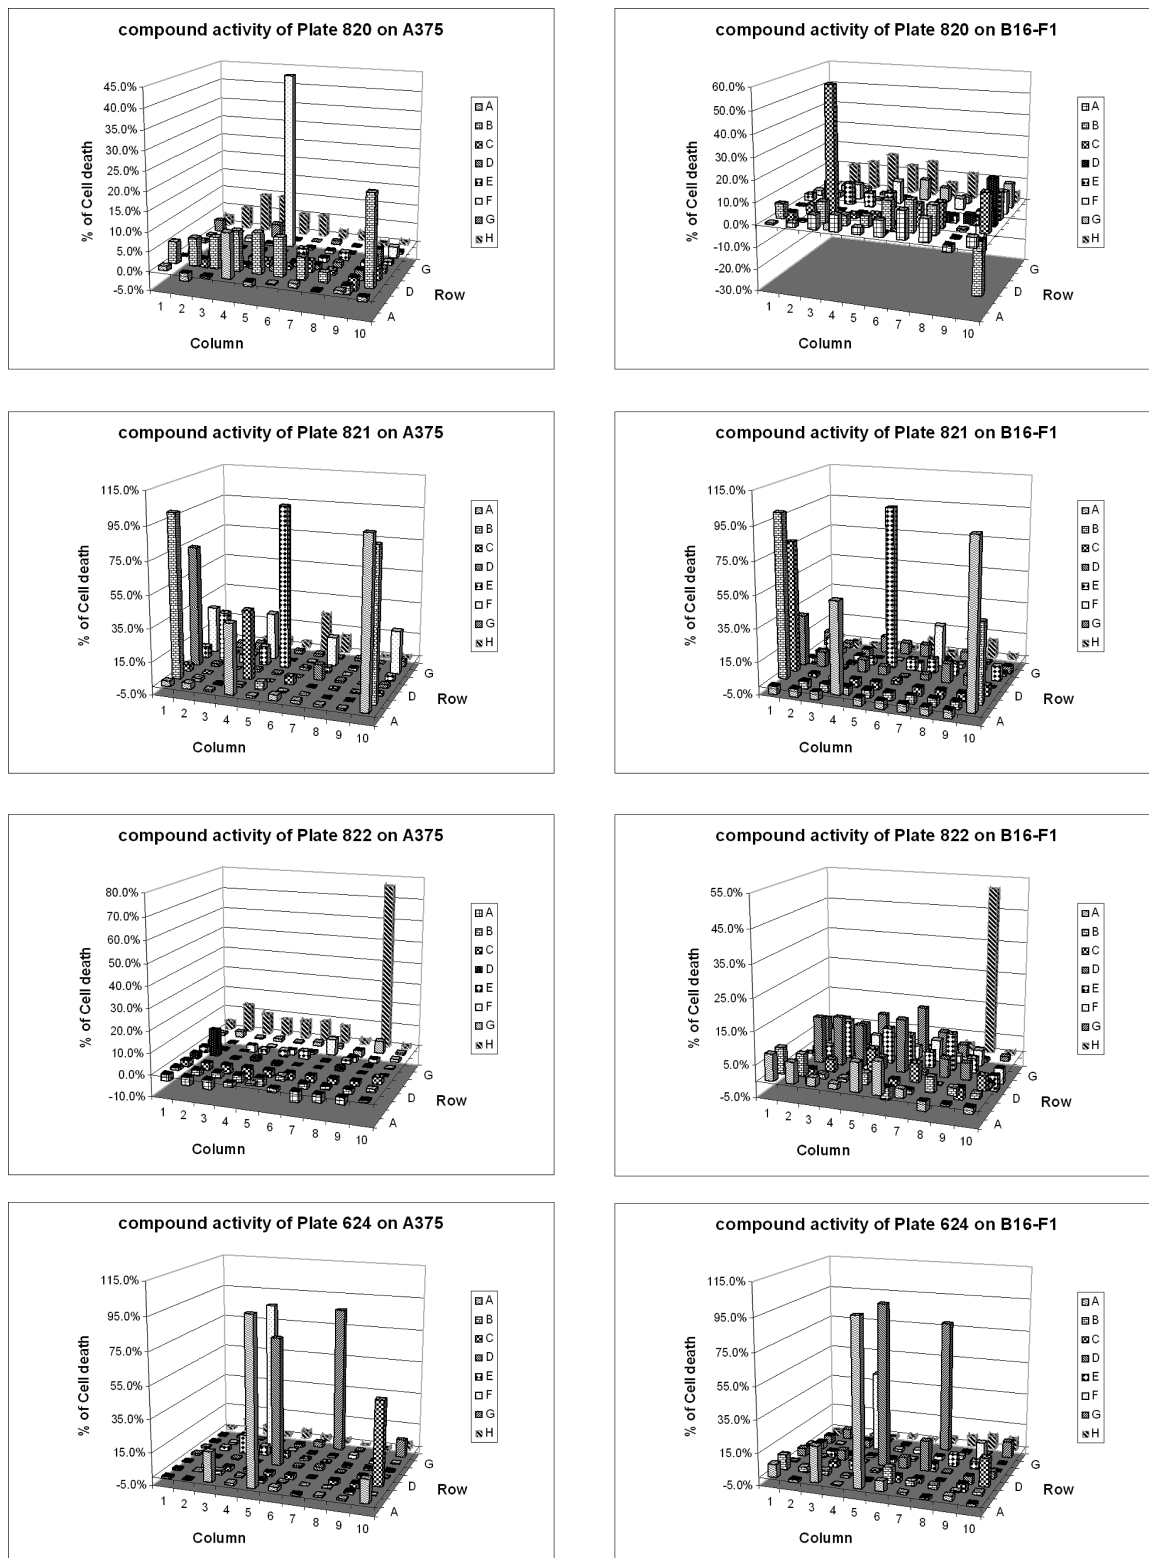 compound activity of Plate 820 on A375
45.0%
40.0%
35.0%
30.0%
25.0%
20.0%
15.0%
10.0%
5.0%
0.0%
-5.0%
% of Cell death
1 2 3 4 5 6 7 8 9 10
Column
A D G
Row
A
B
C
D
E
F
G
H
compound activity of Plate 820 on B16-F1
60.0%
50.0%
40.0%
30.0%
20.0%
10.0%
0.0%
-10.0%
-20.0%
-30.0%
% of Cell death
1 2 3 4 5 6 7 8 9 10
Column
A D G
Row
A
B
C
D
E
F
G
H
compound activity of Plate 821 on A375
115.0%
95.0%
75.0%
55.0%
35.0%
15.0%
-5.0%
% of Cell death
1 2 3 4 5 6 7 8 9 10
Column
A D G
Row
A
B
C
D
E
F
G
H
compound activity of Plate 821 on B16-F1
115.0%
95.0%
75.0%
55.0%
35.0%
15.0%
-5.0%
% of Cell death
1 2 3 4 5 6 7 8 9 10
Column
A D G
Row
A
B
C
D
E
F
G
H
compound activity of Plate 822 on A375
80.0%
70.0%
60.0%
50.0%
40.0%
30.0%
20.0%
10.0%
0.0%
-10.0%
% of Cell death
1 2 3 4 5 6 7 8 9 10
Column
A D G
Row
A
B
C
D
E
F
G
H
compound activity of Plate 822 on B16-F1
55.0%
45.0%
35.0%
25.0%
15.0%
5.0%
-5.0%
% of Cell death
1 2 3 4 5 6 7 8 9 10
Column
A D G
Row
A
B
C
D
E
F
G
H
compound activity of Plate 624 on A375
115.0%
95.0%
75.0%
55.0%
35.0%
15.0%
-5.0%
% of Cell death
1 2 3 4 5 6 7 8 9 10
Column
A D G
Row
A
B
C
D
E
F
G
H
compound activity of Plate 624 on B16-F1
115.0%
95.0%
75.0%
55.0%
35.0%
15.0%
-5.0%
% of Cell death
1 2 3 4 5 6 7 8 9 10
Column
A D G
Row
A
B
C
D
E
F
G
H